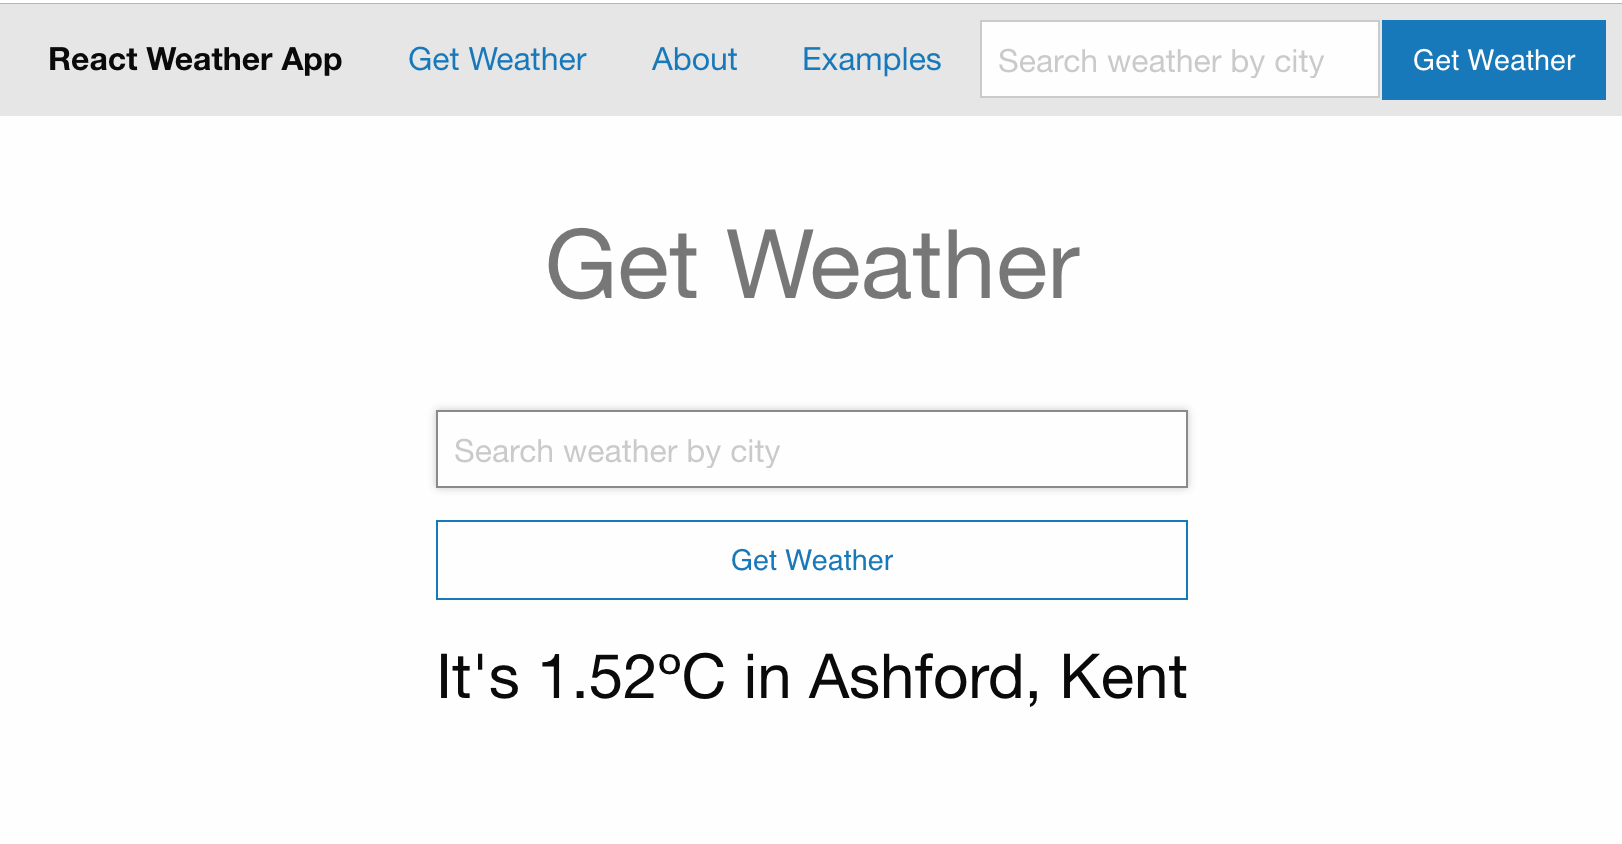 React Weather App Get Weather About Examples Search weather by city Get Weather
Get Weather
Search weather by city
Get Weather
It's 1.52ºC in Ashford, Kent